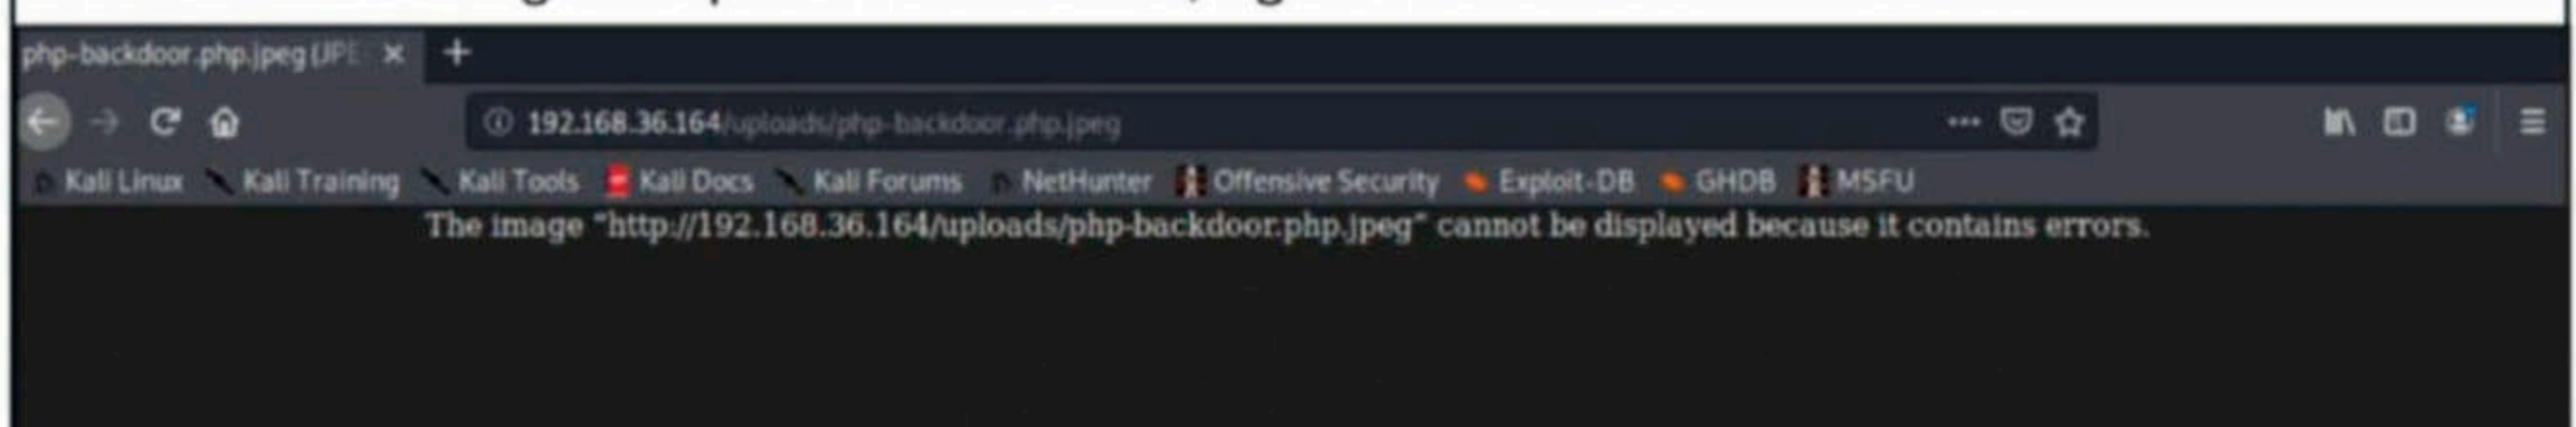 php-backdoor.php.jpeg (JPE
192.168.36.164/uploads/php-backdoor.php.jpeg
Kali Linux Kali Training Kali Tools Kali Docs Kali Forums NetHunter Offensive Security Exploit-DB GHDB MSFU
The image “http://192.168.36.164/uploads/php-backdoor.php.jpeg” cannot be displayed because it contains errors.